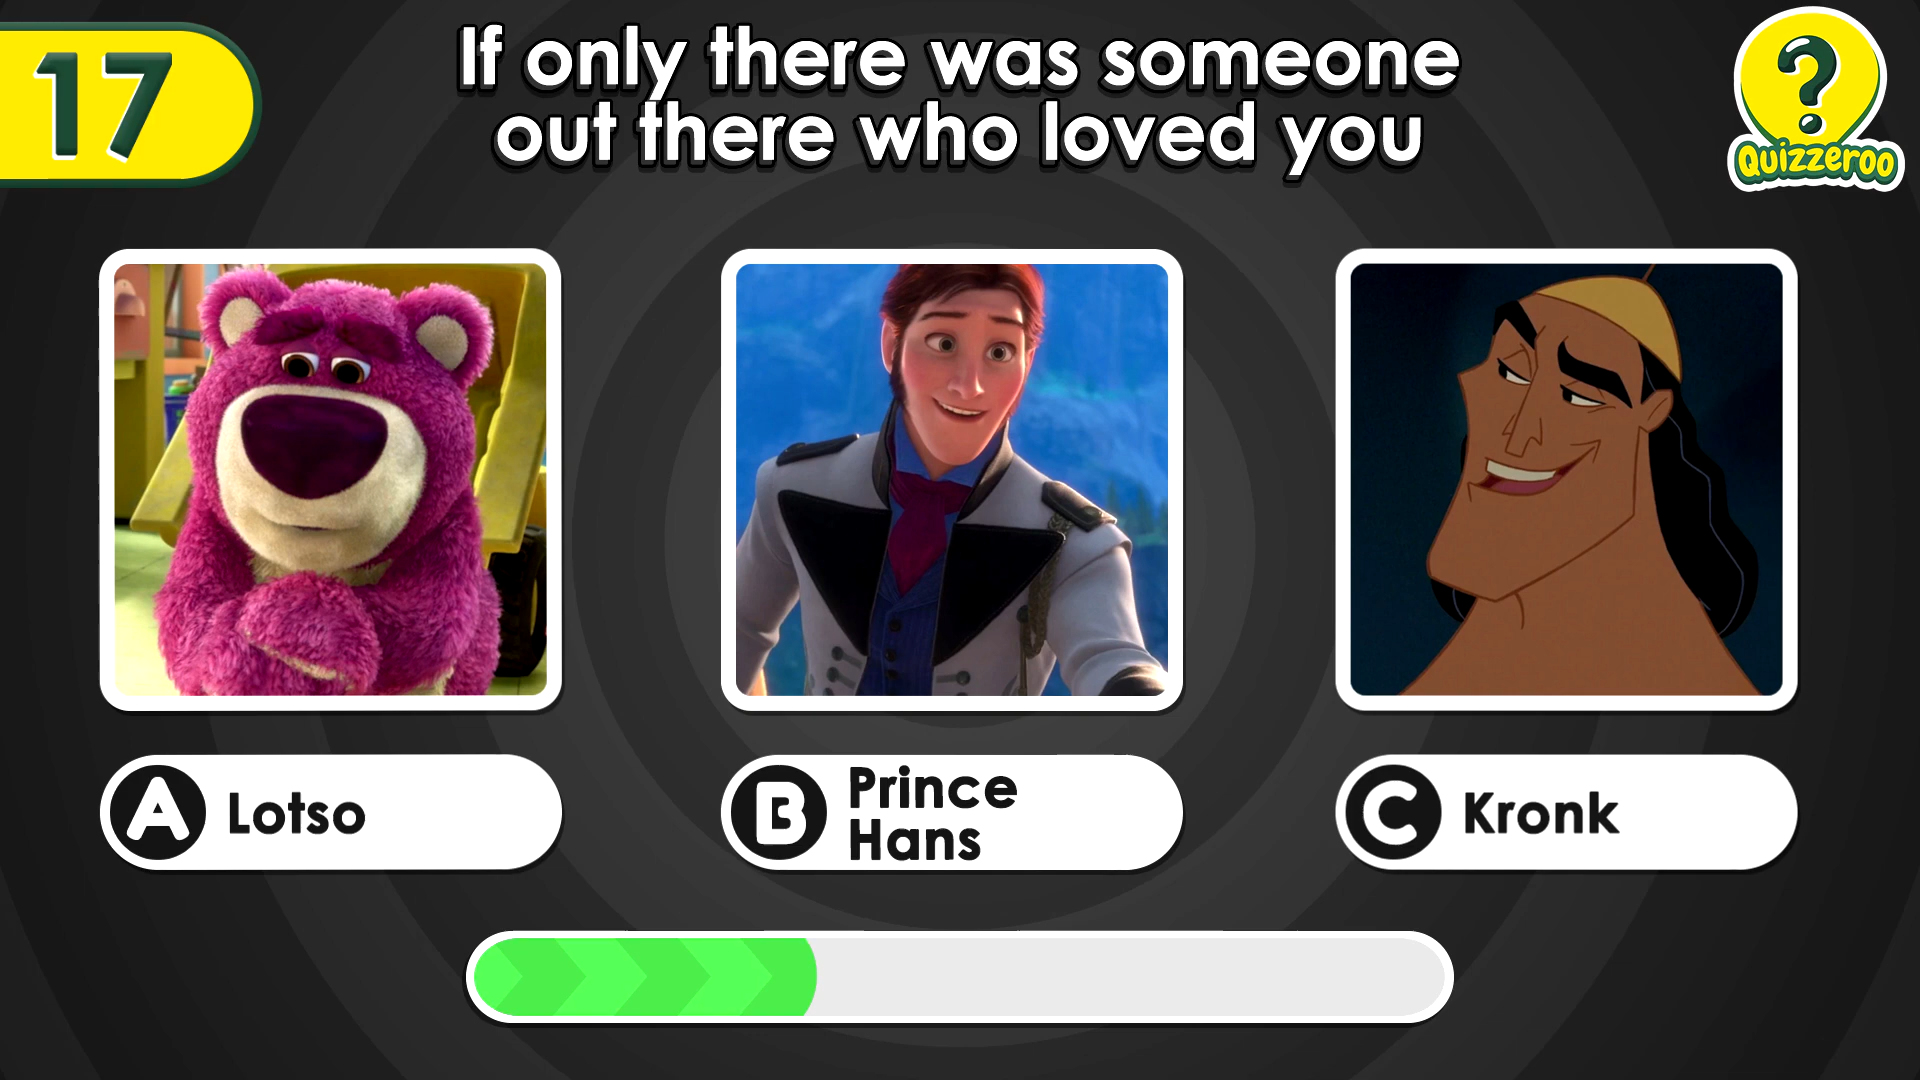 17
If only there was someone
out there who loved you
?
Quizzeroo
A Lotso
B Prince
Hans
C Kronk